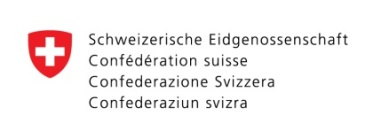 Schweizerische Eidgenossenschaft
Confédération suisse
Confederazione Svizzera
Confederaziun svizra